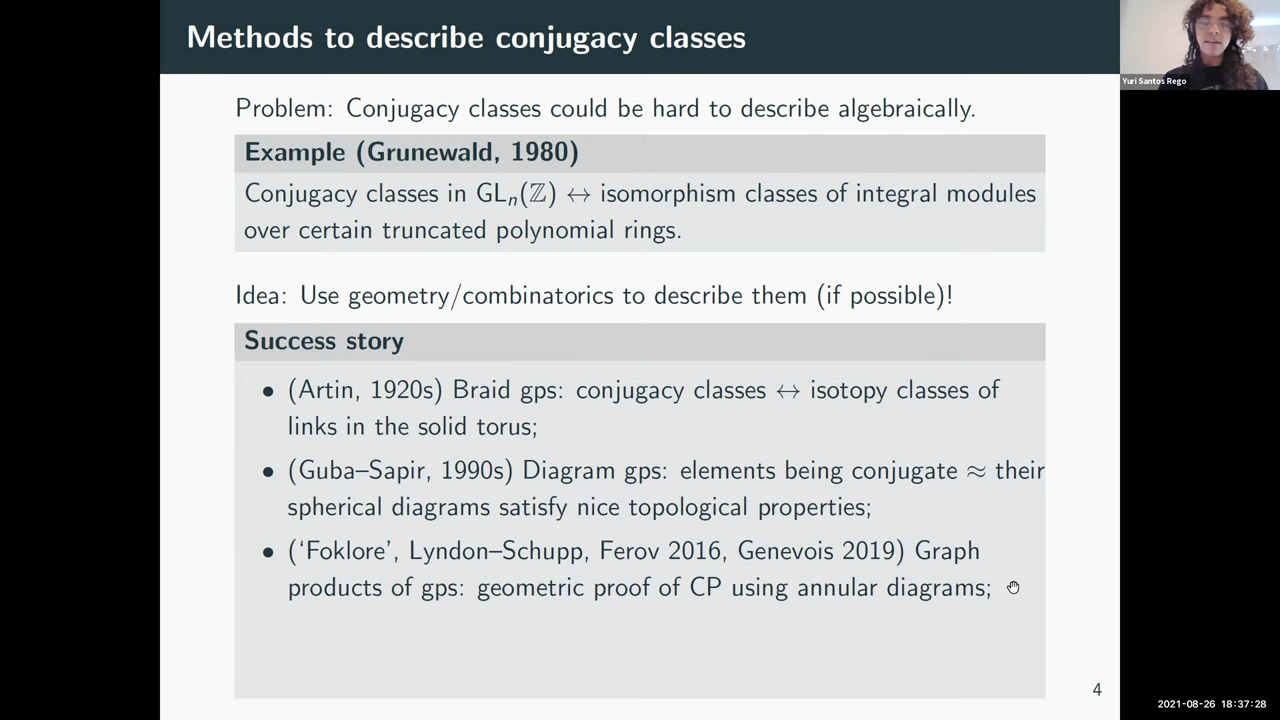 Methods to describe conjugacy classes
Yuri Santos Rego
Problem: Conjugacy classes could be hard to describe algebraically.
Example (Grunewald, 1980)
Conjugacy classes in GLₙ(ℤ) ↔ isomorphism classes of integral modules
over certain truncated polynomial rings.
Idea: Use geometry/combinatorics to describe them (if possible)!
Success story
• (Artin, 1920s) Braid gps: conjugacy classes ↔ isotopy classes of
links in the solid torus;
• (Guba–Sapir, 1990s) Diagram gps: elements being conjugate ≈ their
spherical diagrams satisfy nice topological properties;
• (‘Foklore’, Lyndon–Schupp, Ferov 2016, Genevois 2019) Graph
products of gps: geometric proof of CP using annular diagrams;
4
2021-08-26 18:37:28